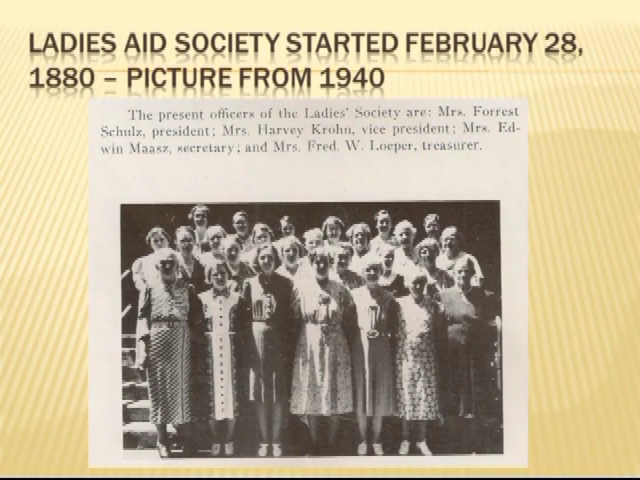 LADIES AID SOCIETY STARTED FEBRUARY 28,
1880 – PICTURE FROM 1940
The present officers of the Ladies' Society are: Mrs. Forrest
Schulz, president; Mrs. Harvey Krohn, vice president; Mrs. Ed-
win Maasz, secretary; and Mrs. Fred. W. Loeper, treasurer.